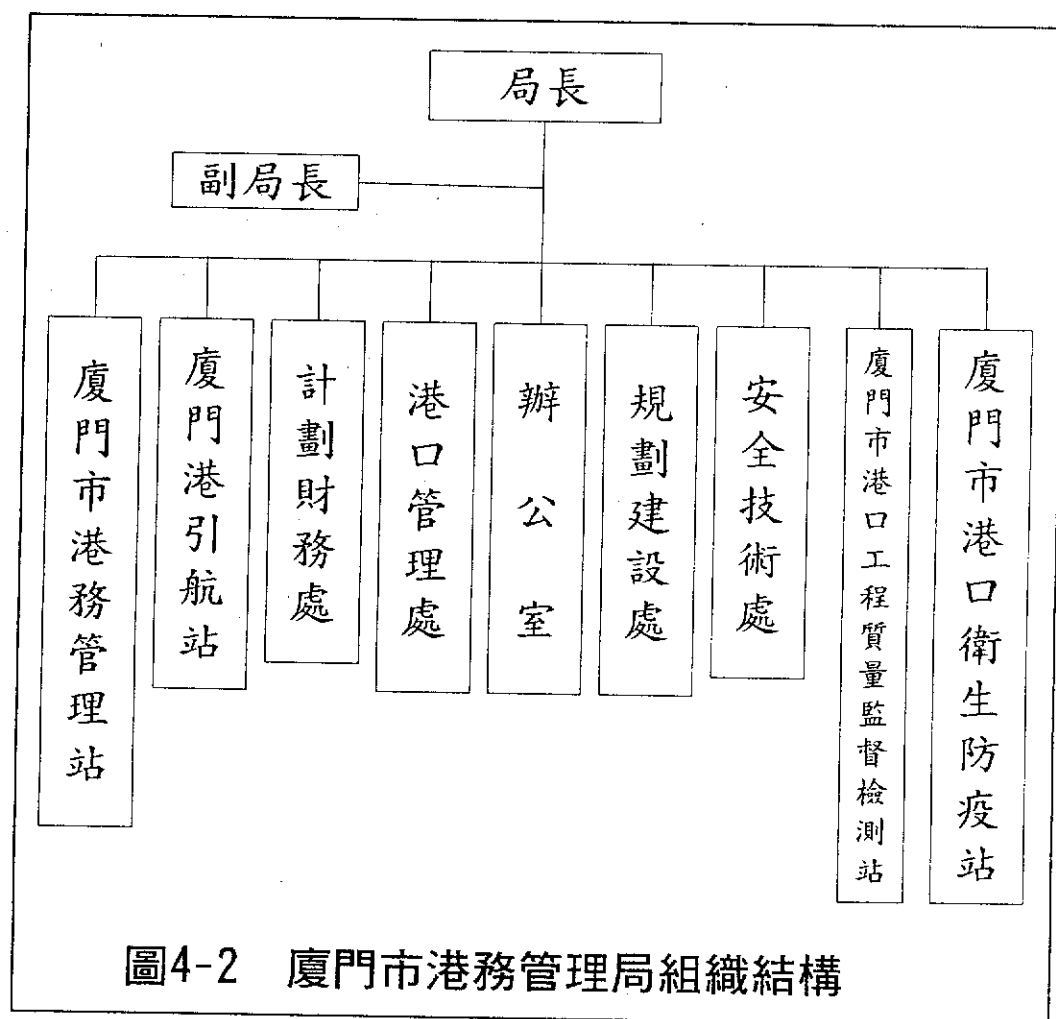 局長
副局長
廈門市港務管理站
廈門港引航站
計劃財務處
港口管理處
辦公室
規劃建設處
安全技術處
廈門市港口工程質量監督檢測站
廈門市港口衛生防疫站
圖4-2 廈門市港務管理局組織結構